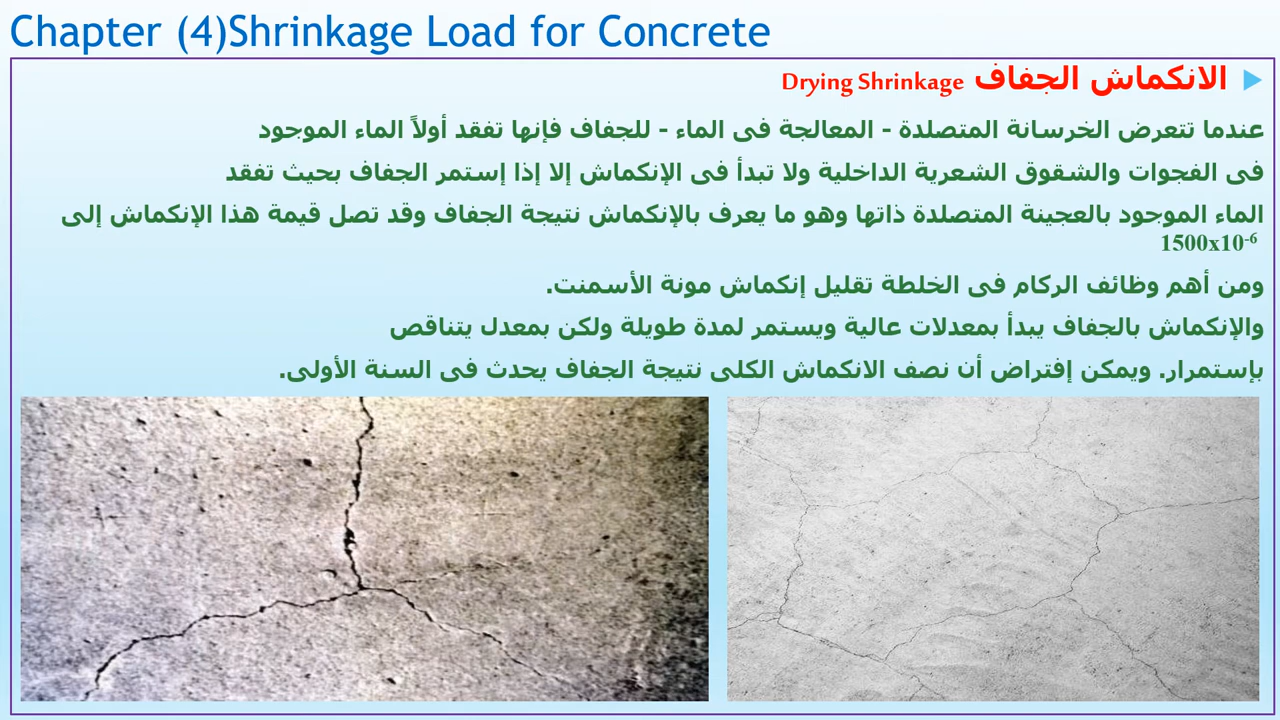 Chapter (4)Shrinkage Load for Concrete
الانكماش الجفاف Drying Shrinkage
عندما تتعرض الخرسانة المتصلدة - المعالجة فى الماء - للجفاف فإنها تفقد أولاً الماء الموجود
فى الفجوات والشقوق الشعرية الداخلية ولا تبدأ فى الإنكماش إلا إذا إستمر الجفاف بحيث تفقد
الماء الموجود بالعجينة المتصلدة ذاتها وهو ما يعرف بالإنكماش نتيجة الجفاف وقد تصل قيمة هذا الإنكماش إلى
1500x10⁻⁶
ومن أهم وظائف الركام فى الخلطة تقليل إنكماش مونة الأسمنت.
والإنكماش بالجفاف يبدأ بمعدلات عالية ويستمر لمدة طويلة ولكن بمعدل يتناقص
بإستمرار. ويمكن إفتراض أن نصف الانكماش الكلى نتيجة الجفاف يحدث فى السنة الأولى.